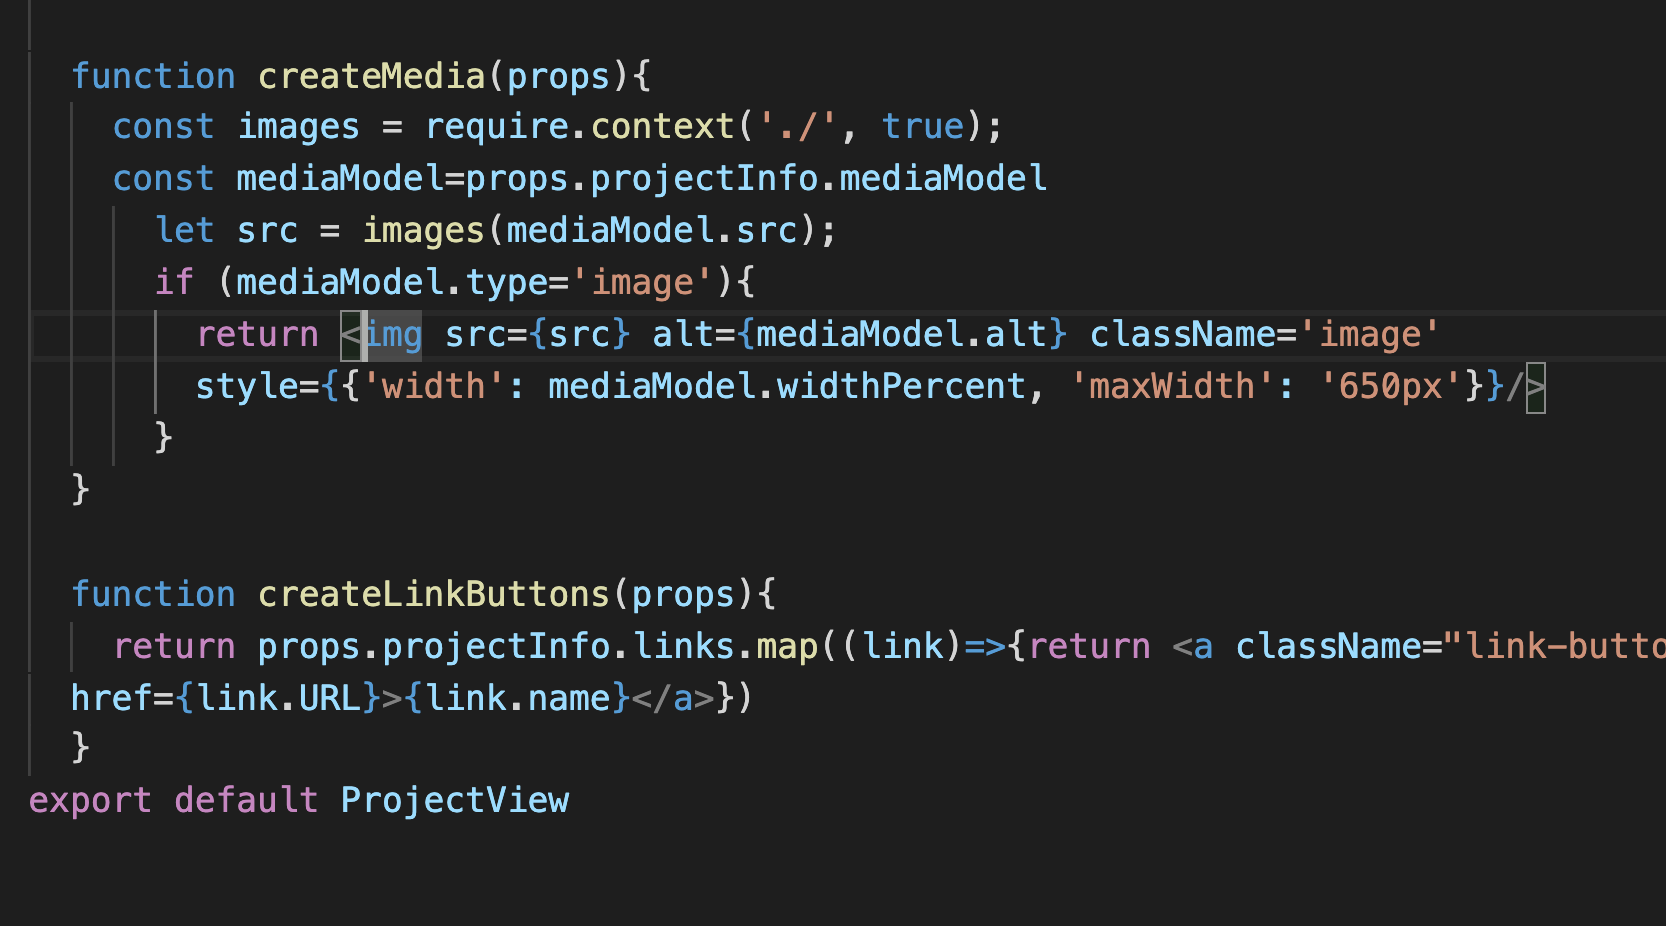 function createMedia(props){
const images = require.context('./', true);
const mediaModel=props.projectInfo.mediaModel
let src = images(mediaModel.src);
if (mediaModel.type='image'){
return <img src={src} alt={mediaModel.alt} className='image'
style={{'width': mediaModel.widthPercent, 'maxWidth': '650px'}}/>
}
}
function createLinkButtons(props){
return props.projectInfo.links.map((link)=>{return <a className="link-butto
href={link.URL}>{link.name}</a>})
}
export default ProjectView